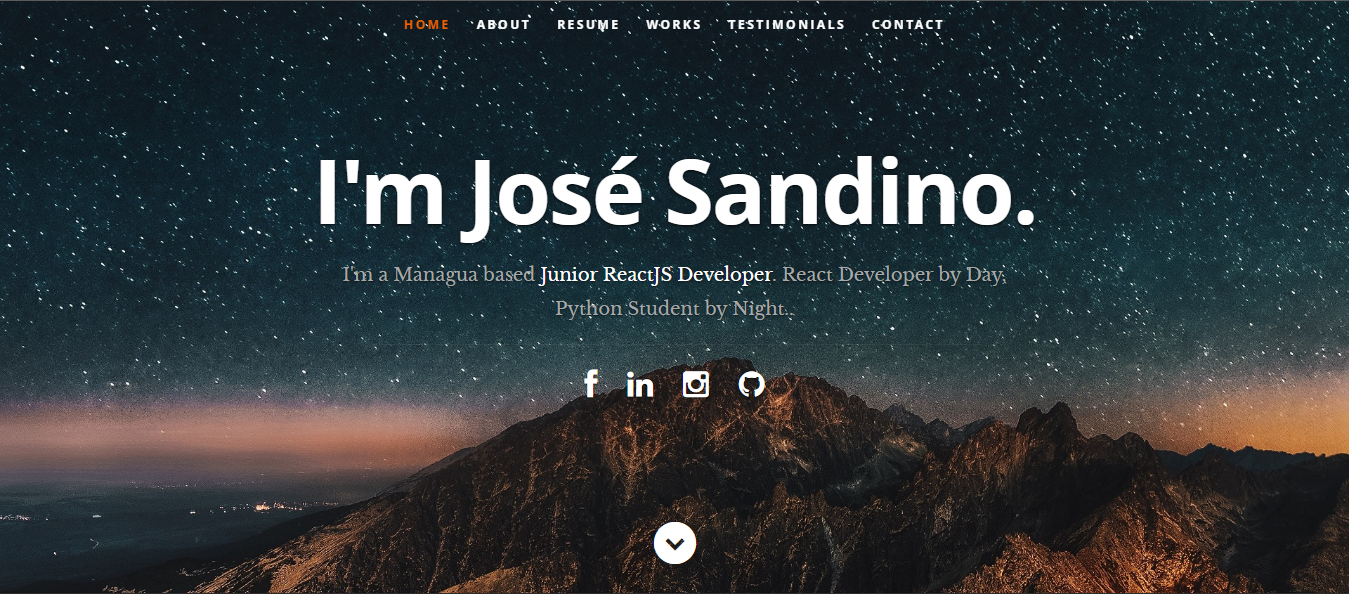 HOME ABOUT RESUME WORKS TESTIMONIALS CONTACT
I'm José Sandino.
I'm a Managua based Junior ReactJS Developer. React Developer by Day,
Python Student by Night..